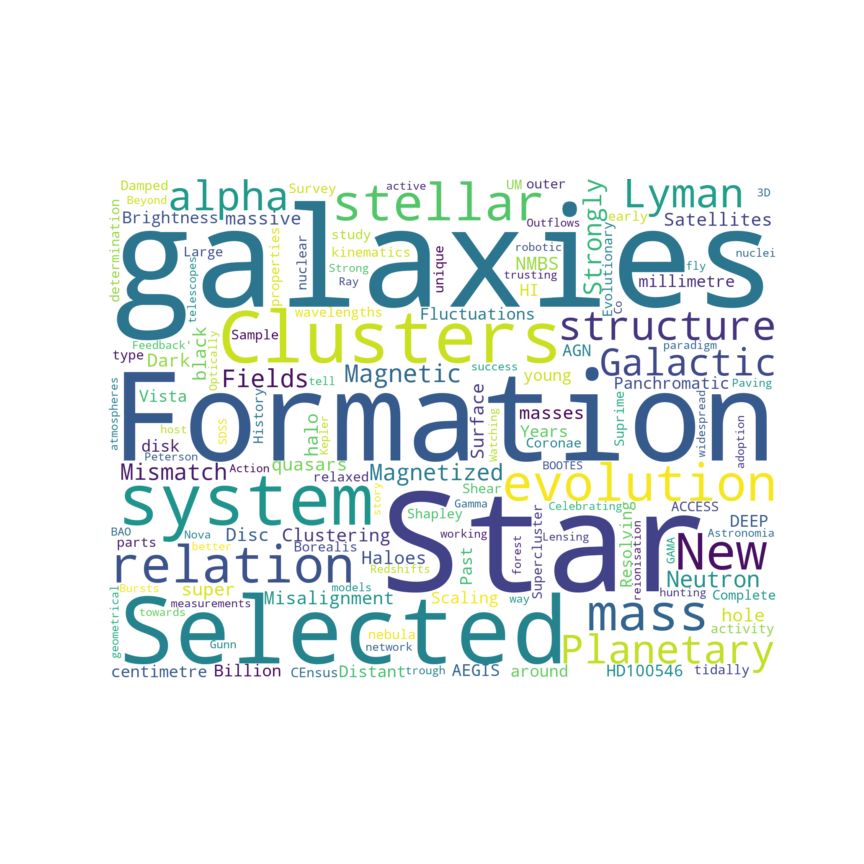 Damped
Beyond
alpha
Survey
active
UM
outer
Lyman
3D
determination
Brightness
massive
stellar
Outflows
Strongly
early
Satellites
galaxies
Large
telescopes
properties
nuclear
study
kinematics
Strong
Ray
unique
robotic
NMBS
trusting
HI
Evolutionary
Co
fly
nuclei
millimetre
wavelengths
Fluctuations
Feedback'
Sample
Clusters
structure
paradigm
type
Dark
black
Optically
Fields
tell
Magnetic
success
AGN
young
Galactic
Panchromatic
Paving
atmospheres
Vista
host
SDSS
History
halo
Kepler
Formation
Surface
Watching
masses
Years
Coronae
Suprime
widespread
adoption
disk
Peterson
Mismatch
Action
quasars
relaxed
Magnetized
BOOTES
evolution
system
story
Shear
Gamma
Shapley
Star
Celebrating
ACCESS
DEEP
BAO
parts
Nova
better
Disc
Clustering
Borealis
working
forest
Supercluster
Lensing
Resolving
reionisation
GAMA
New
Astronomia
relation
Haloes
Redshifts
Past
Neutron
hunting
Complete
geometrical
Bursts
towards
super
measurements
models
Misalignment
Scaling
way
Selected
mass
hole
activity
Gunn
nebula
network
Planetary
centimetre
Billion
CEnsus
Distant
trough
AEGIS
around
HD100546
tidally